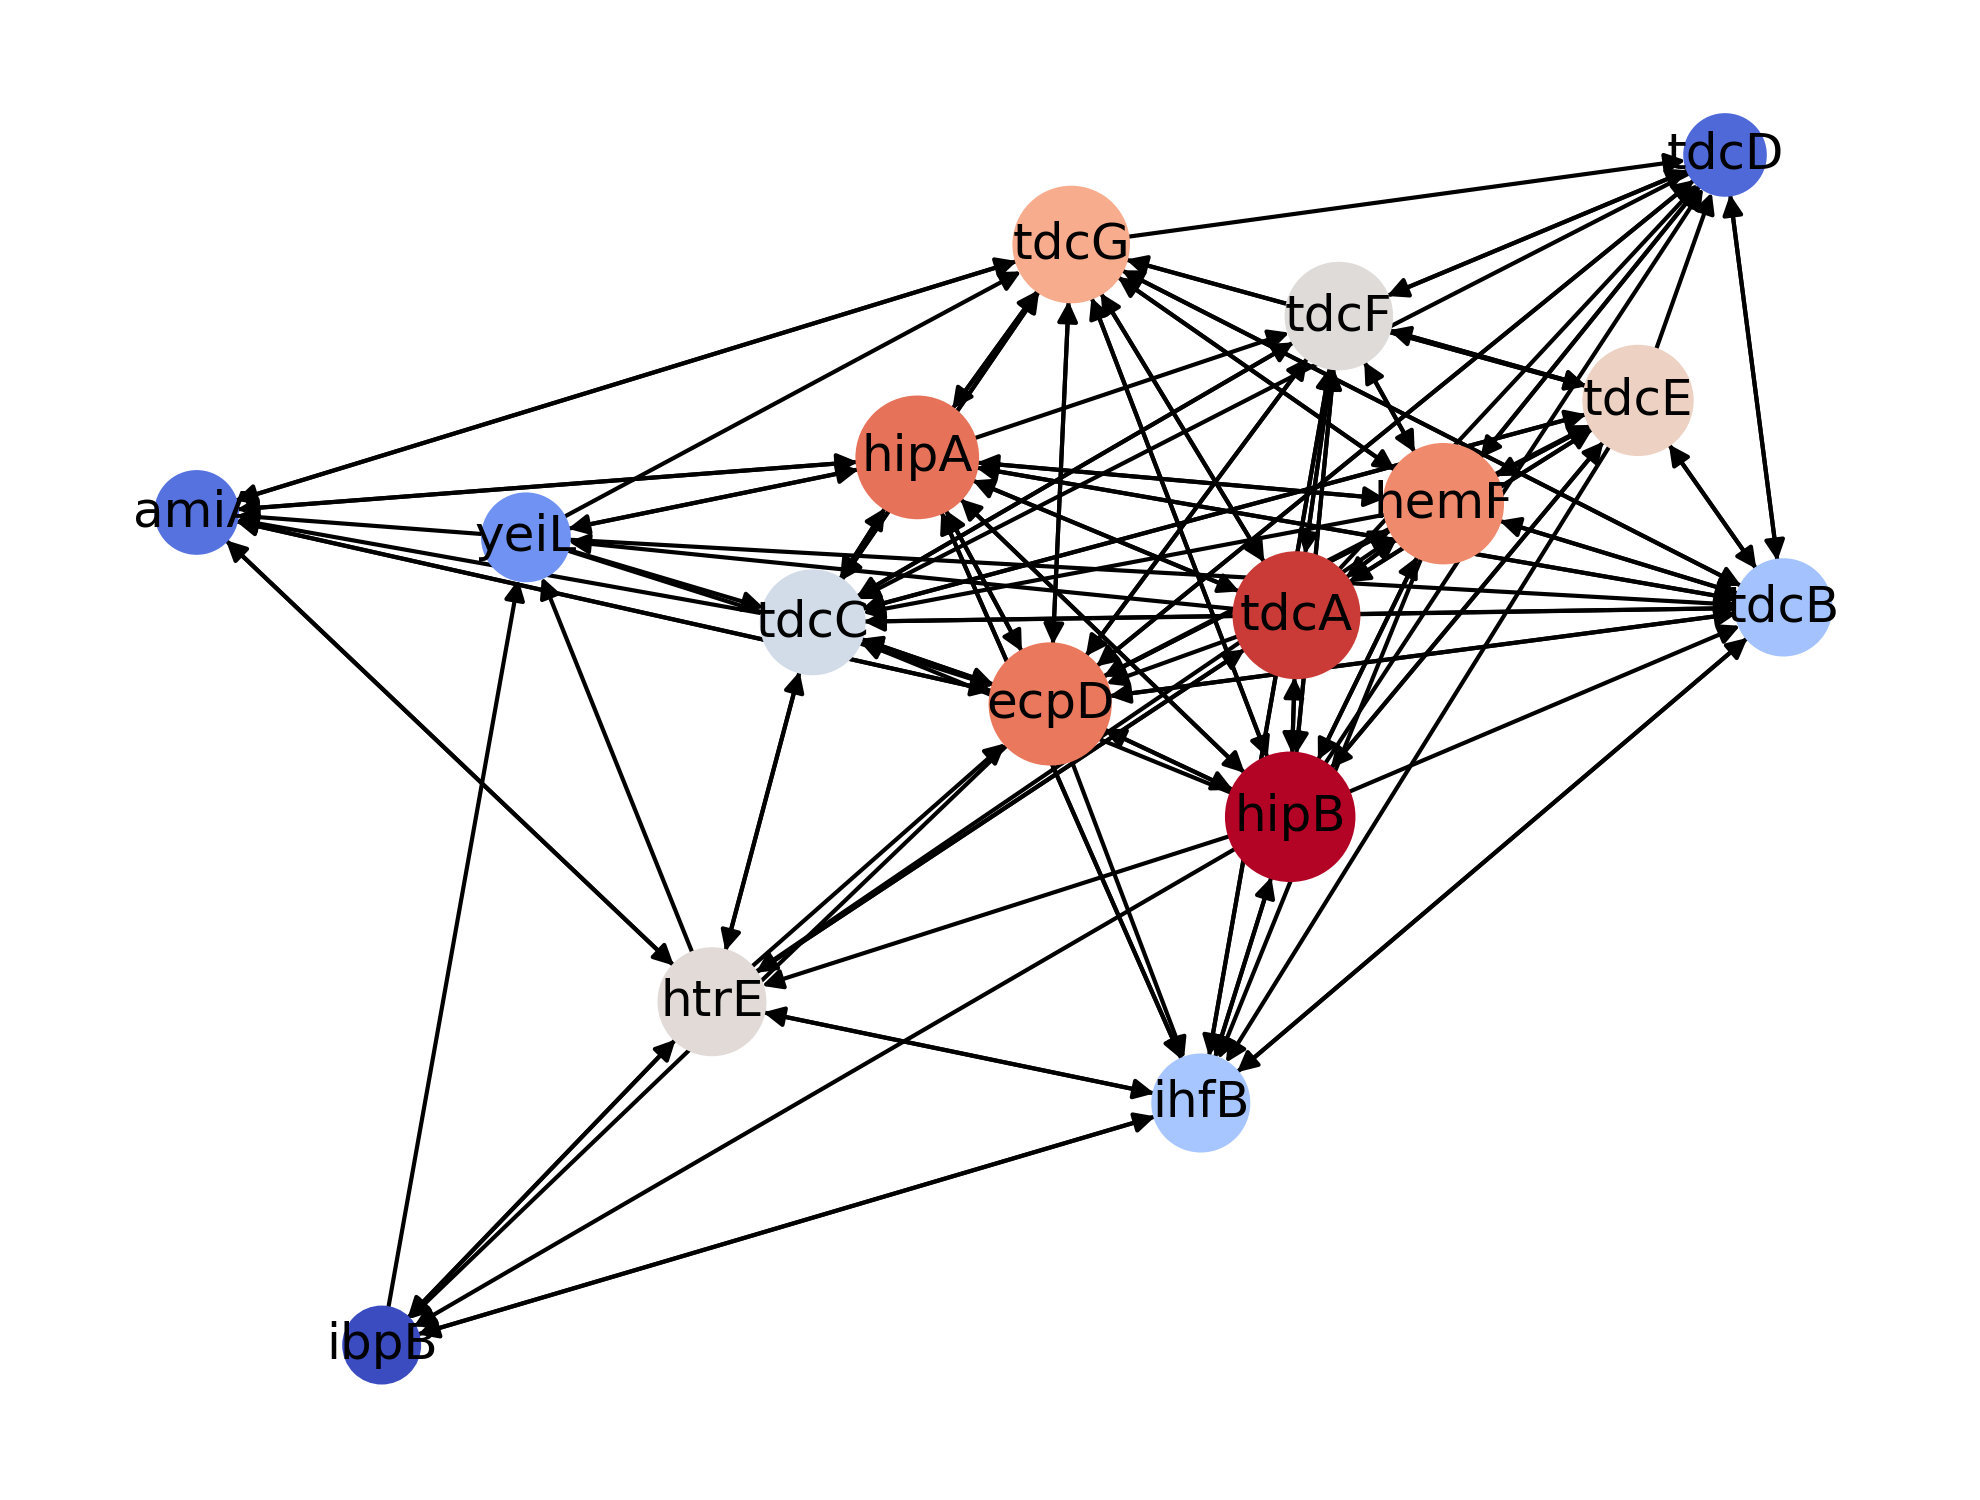 tdcD
tdcG
tdcF
tdcE
hipA
hemF
amiA
yeiL
tdcC
tdcA
tdcB
ecpD
hipB
htrE
ihfB
ibpB